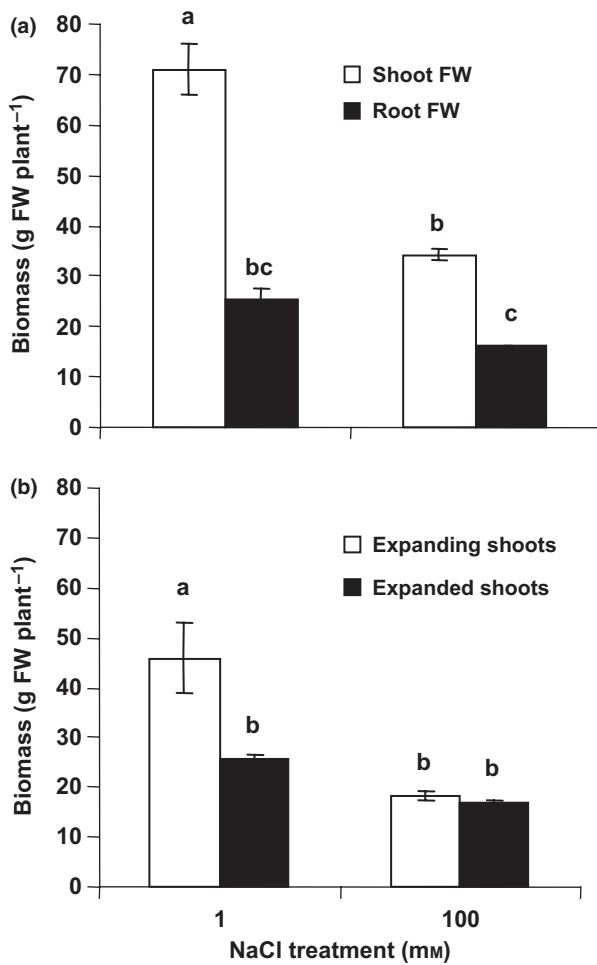 (a)
Biomass (g FW plant⁻¹)
80
70
60
50
40
30
20
10
0
a
bc
b
c
Shoot FW
Root FW
(b)
Biomass (g FW plant⁻¹)
80
70
60
50
40
30
20
10
0
a
b
b
b
Expanding shoots
Expanded shoots
1
100
NaCl treatment (mM)